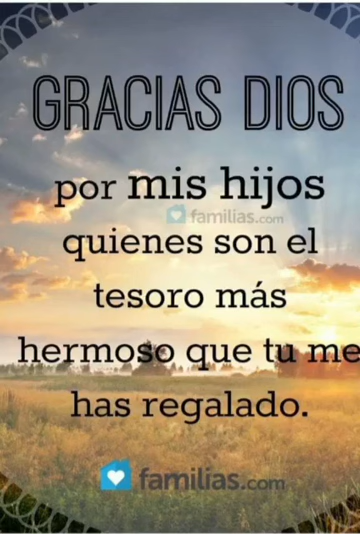 GRACIAS DIOS
por mis hijos
familias.com
quienes son el
tesoro más
hermoso que tu me
has regalado.
familias.com